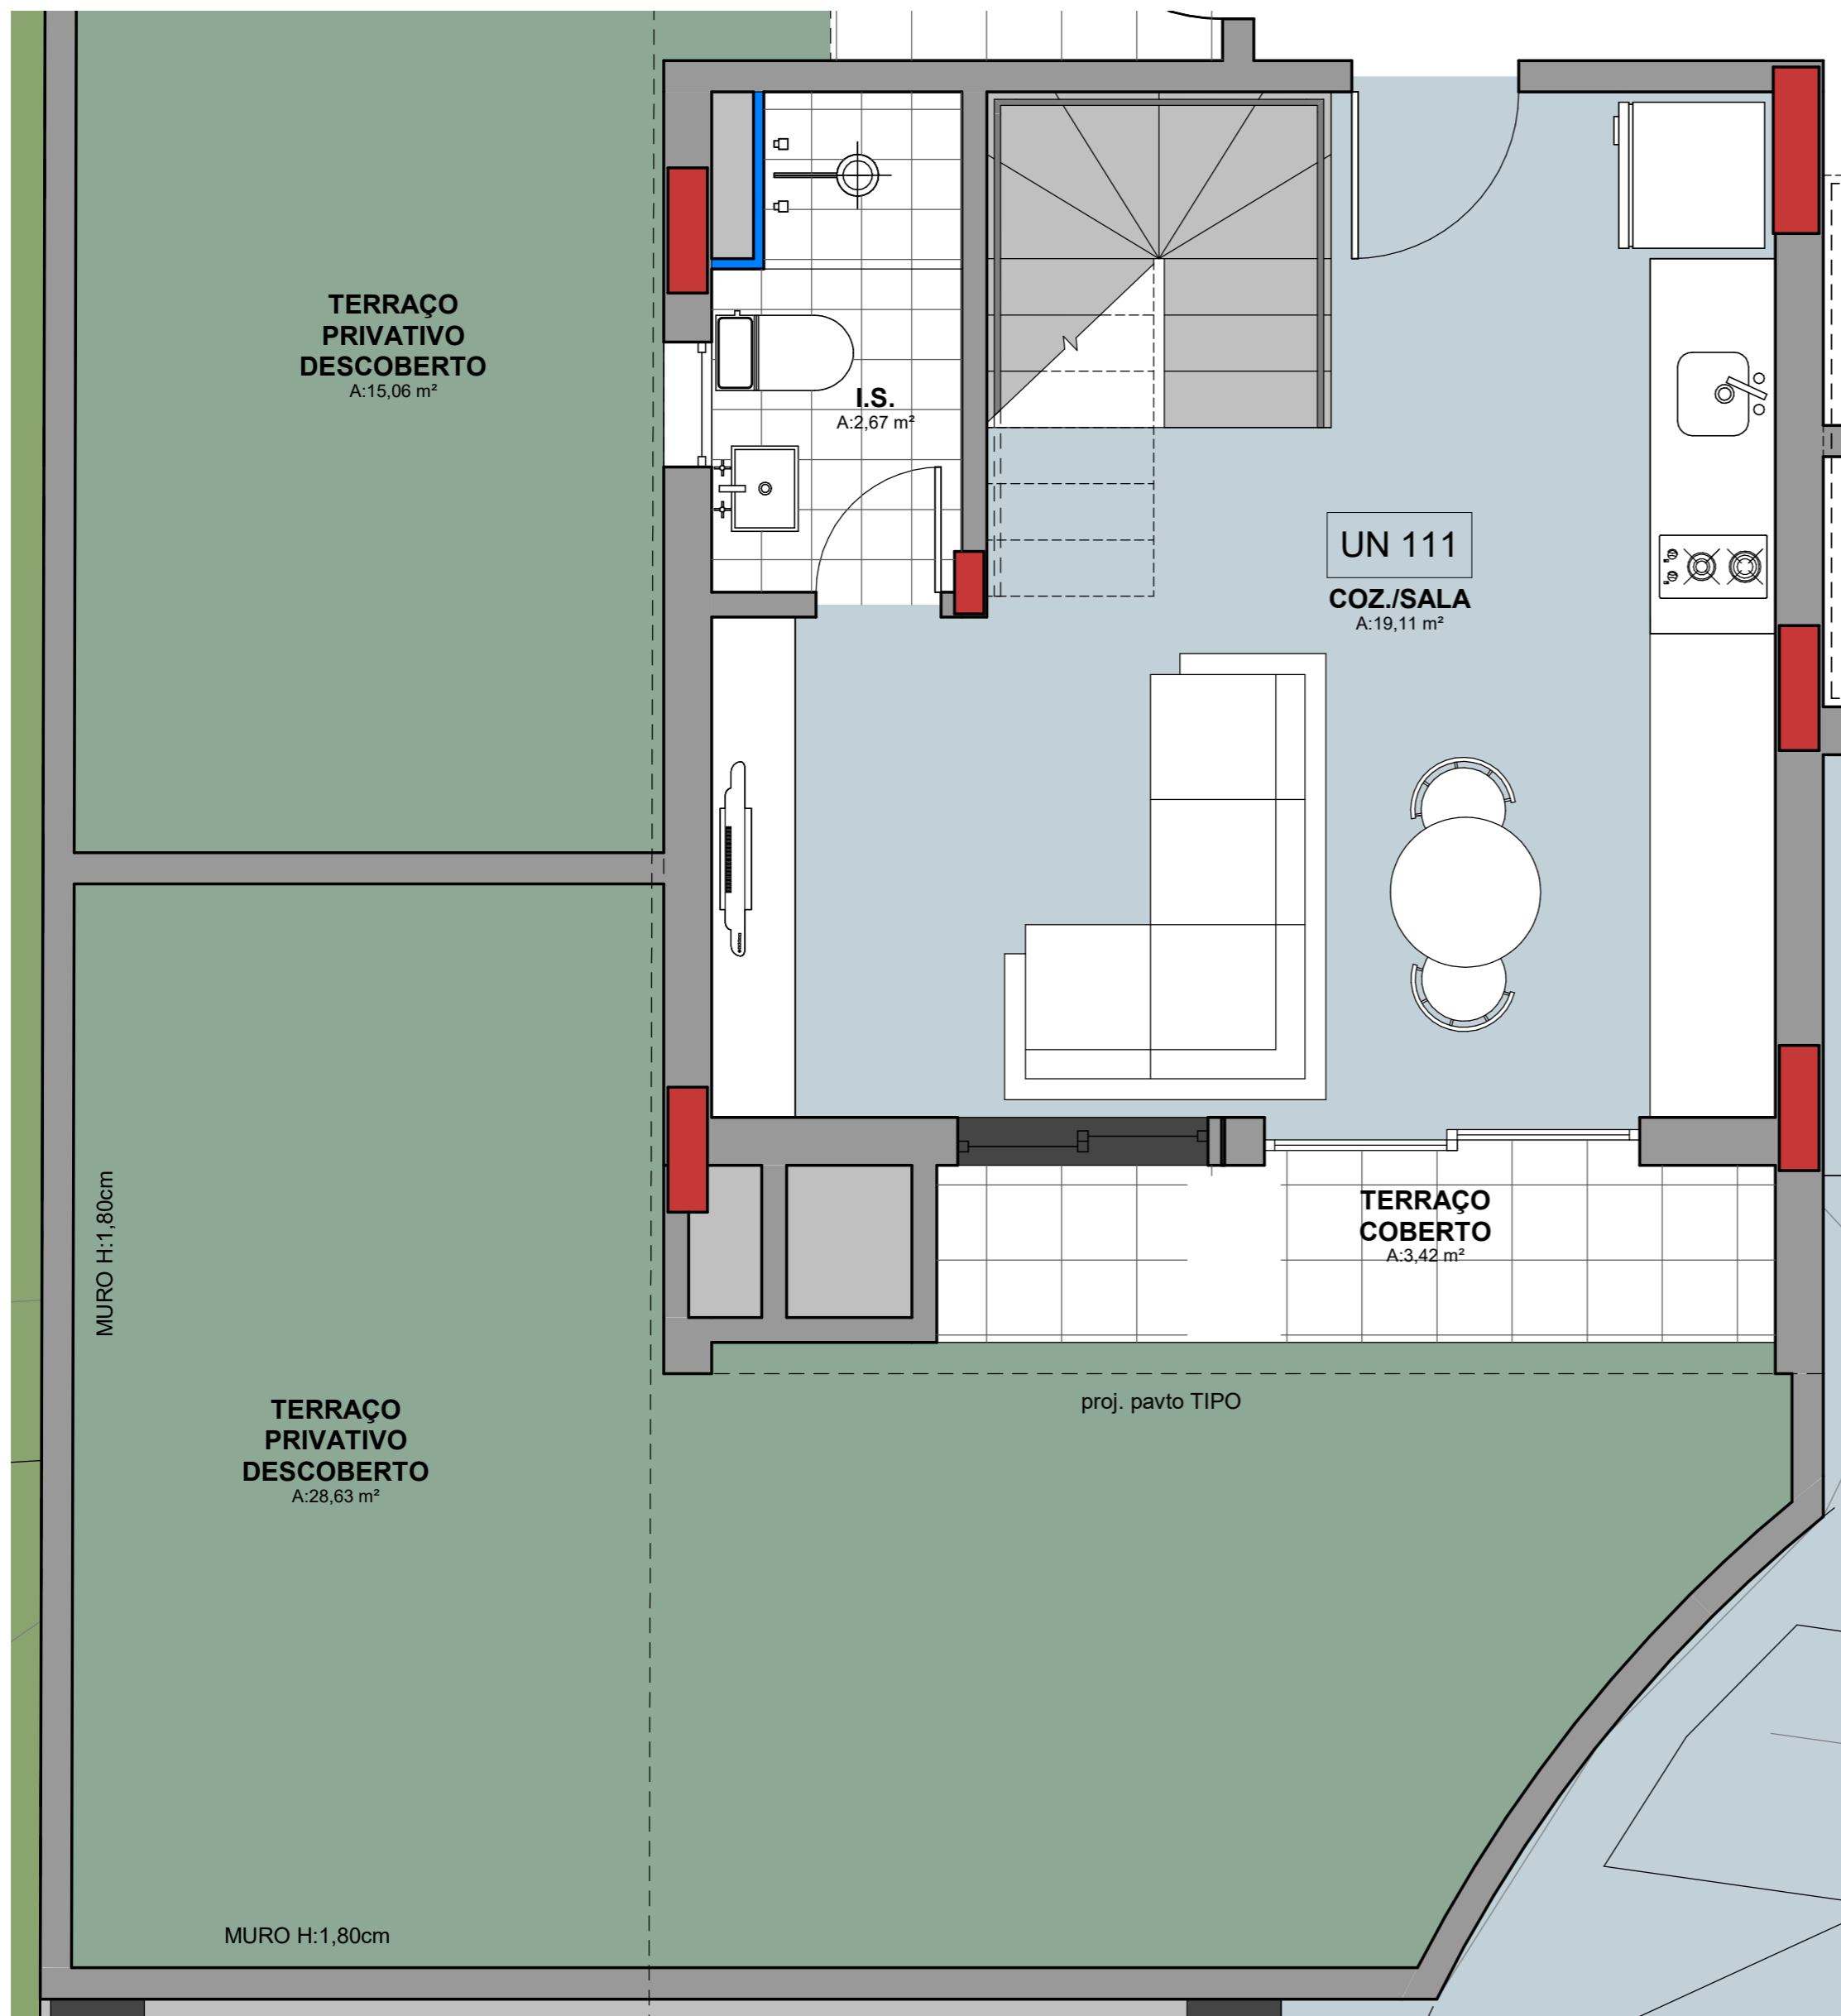 TERRAÇO
PRIVATIVO
DESCOBERTO
A:15,06 m²
I.S.
A:2,67 m²
UN 111
COZ./SALA
A:19,11 m²
TERRAÇO
COBERTO
A:3,42 m²
MURO H:1,80cm
proj. pavto TIPO
TERRAÇO
PRIVATIVO
DESCOBERTO
A:28,63 m²
MURO H:1,80cm